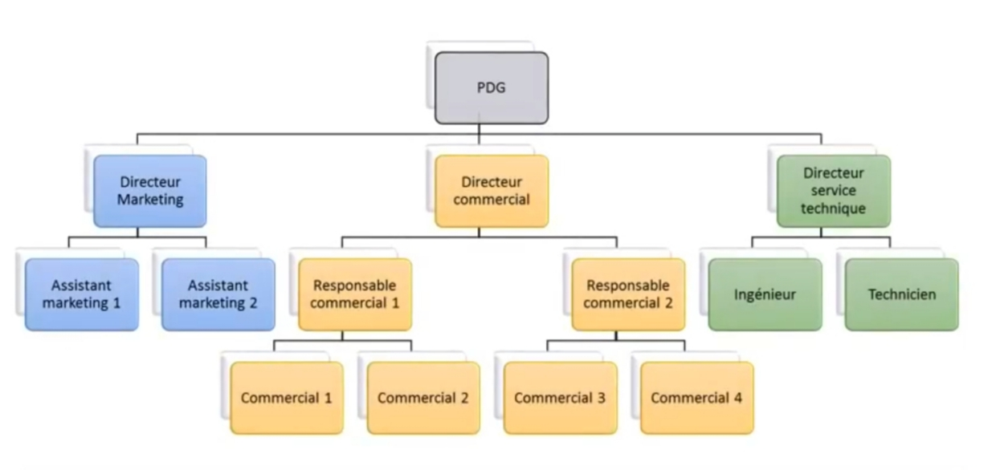 PDG
Directeur
Marketing
Directeur
commercial
Directeur
service
technique
Assistant
marketing 1
Assistant
marketing 2
Responsable
commercial 1
Responsable
commercial 2
Ingénieur
Technicien
Commercial 1
Commercial 2
Commercial 3
Commercial 4